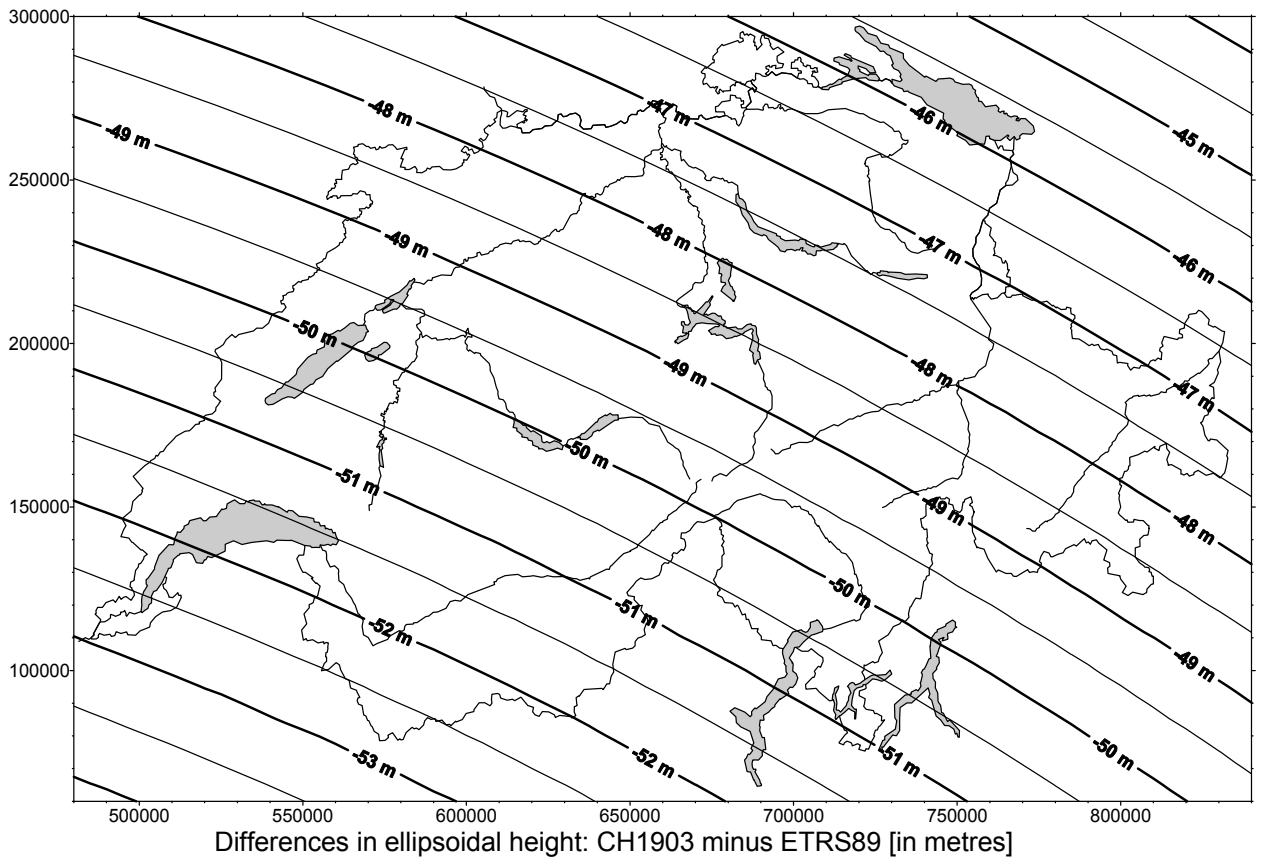 300000
-48 m
-47 m
-46 m
-45 m
-49 m
250000
-49 m
-48 m
-47 m
-46 m
-50 m
200000
-49 m
-48 m
-47 m
-50 m
-51 m
150000
-49 m
-48 m
-50 m
-51 m
-52 m
100000
-49 m
-53 m
-52 m
-51 m
-50 m
500000 550000 600000 650000 700000 750000 800000
Differences in ellipsoidal height: CH1903 minus ETRS89 [in metres]